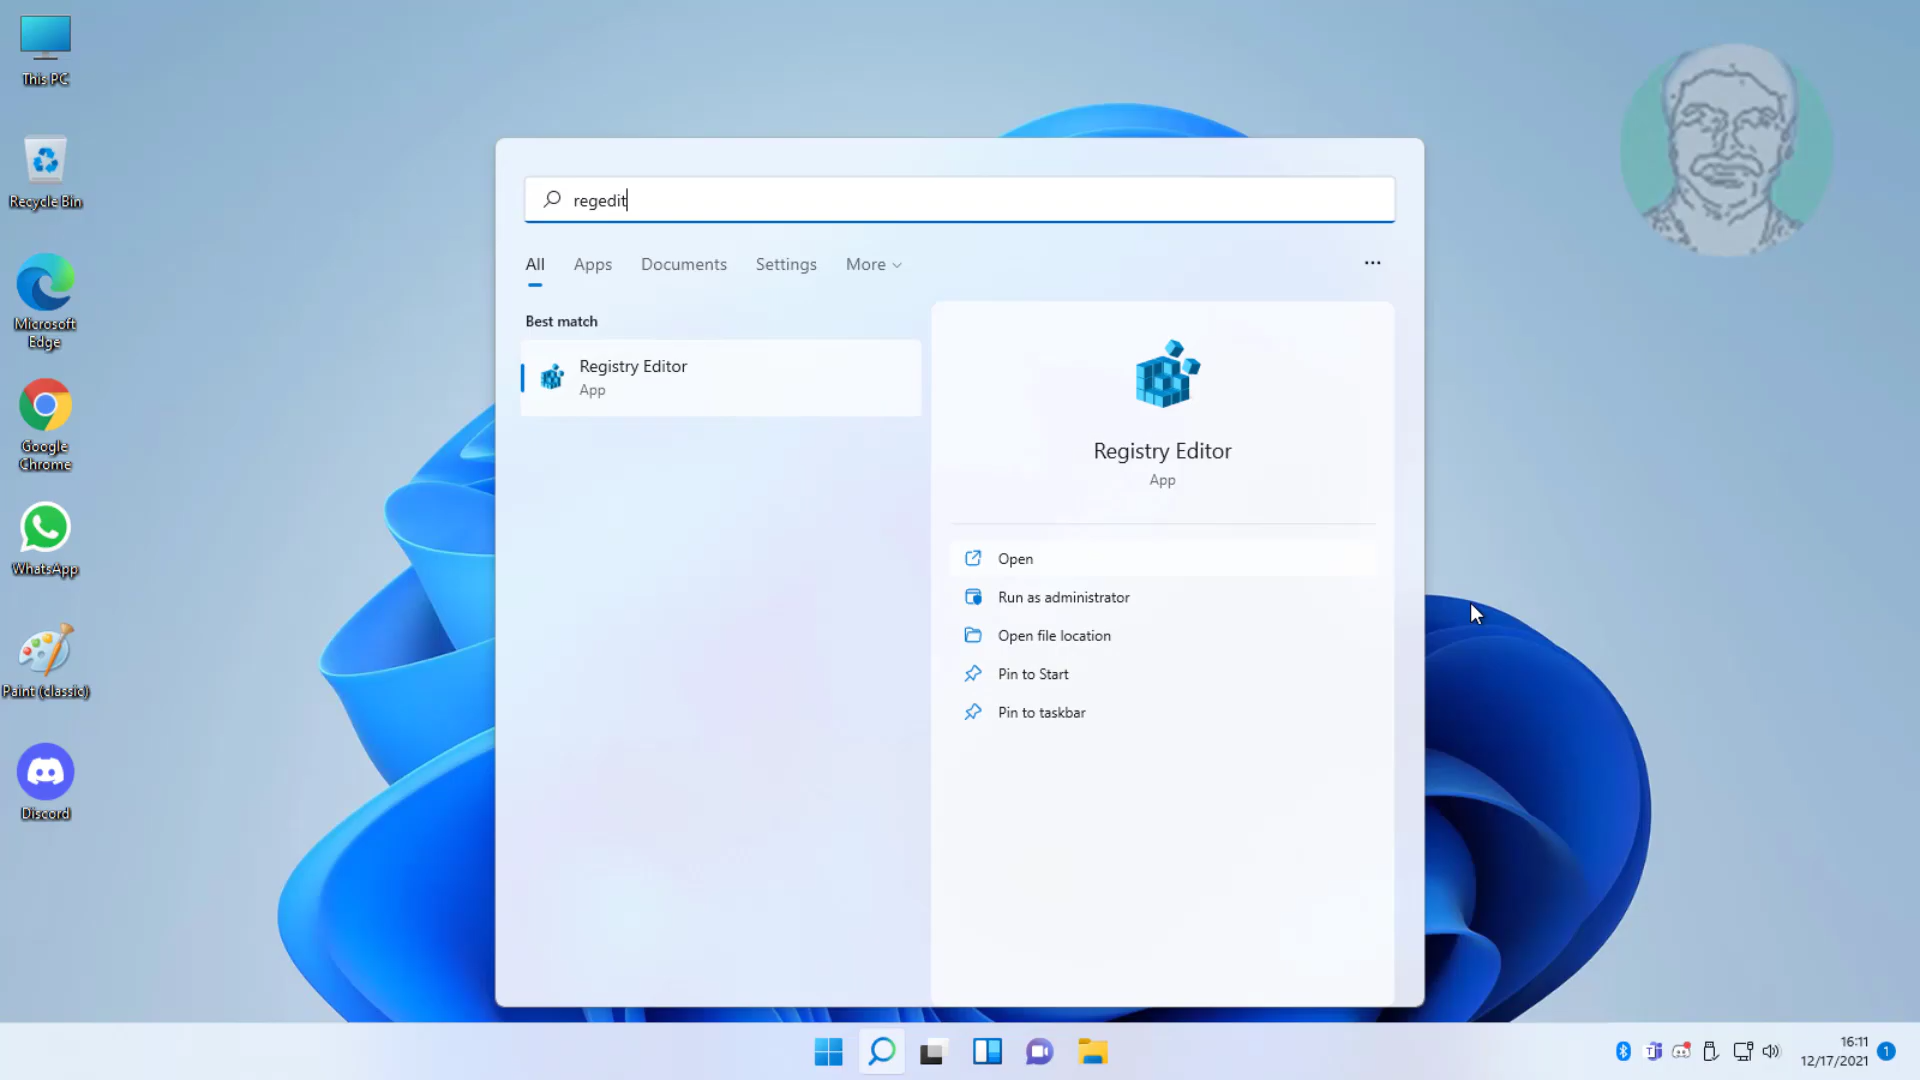 This PC
Recycle Bin
Microsoft
Edge
Google
Chrome
WhatsApp
Paint (classic)
Discord
regedit
All Apps Documents Settings More
Best match
Registry Editor
App
Registry Editor
App
Open
Run as administrator
Open file location
Pin to Start
Pin to taskbar
16:11
12/17/2021
1